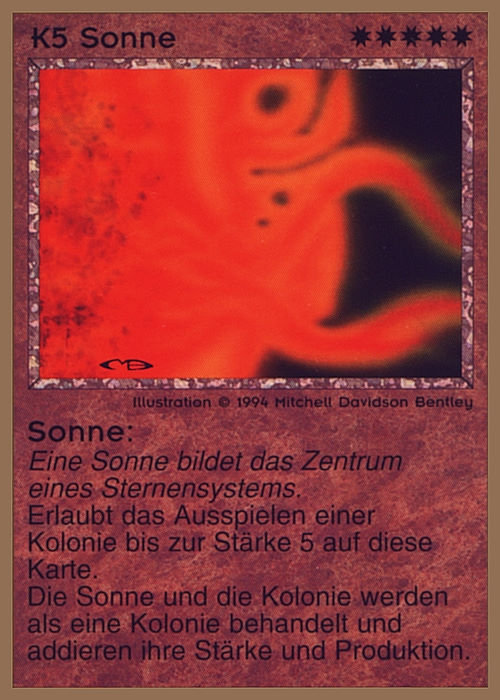 K5 Sonne
Illustration © 1994 Mitchell Davidson Bentley
Sonne:
Eine Sonne bildet das Zentrum
eines Sternensystems.
Erlaubt das Ausspielen einer
Kolonie bis zur Stärke 5 auf diese
Karte.
Die Sonne und die Kolonie werden
als eine Kolonie behandelt und
addieren ihre Stärke und Produktion.